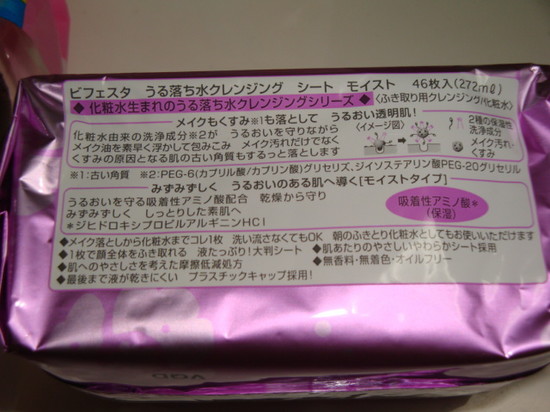 ビフェスタ うる落ち水クレンジング シート モイスト 46枚入(272mℓ)
◆化粧水生まれのうる落ち水クレンジングシリーズ◆ 〈ふき取り用クレンジング/化粧水〉
メイクもくすみ※1も落として うるおい透明肌!
化粧水由来の洗浄成分※2が うるおいを守りながら
メイク油を素早く浮かして包みこみ メイク汚れだけでなく
くすみの原因となる肌の古い角質もするっと落とします
〈イメージ図〉
2種の保湿性
洗浄成分
メイク汚れ・
くすみ
※1:古い角質 ※2:PEG-6(カプリル酸/カプリン酸)グリセリズ、ジイソステアリン酸PEG-20グリセリル
みずみずしく うるおいのある肌へ導く[モイストタイプ]
うるおいを守る吸着性アミノ酸配合 乾燥から守り
みずみずしく しっとりした素肌へ
*ジヒドロキシプロピルアルギニンHCl
吸着性アミノ酸*
(保湿)
◆メイク落としから化粧水までコレ1枚 洗い流さなくてもOK 朝のふきとり化粧水としてもお使いいただけます
◆1枚で顔全体をふき取れる 液たっぷり!大判シート ◆肌あたりのやさしいやわらかシート採用
◆肌へのやさしさを考えた摩擦低減処方 ◆無香料・無着色・オイルフリー
◆最後まで液が乾きにくい プラスチックキャップ採用!